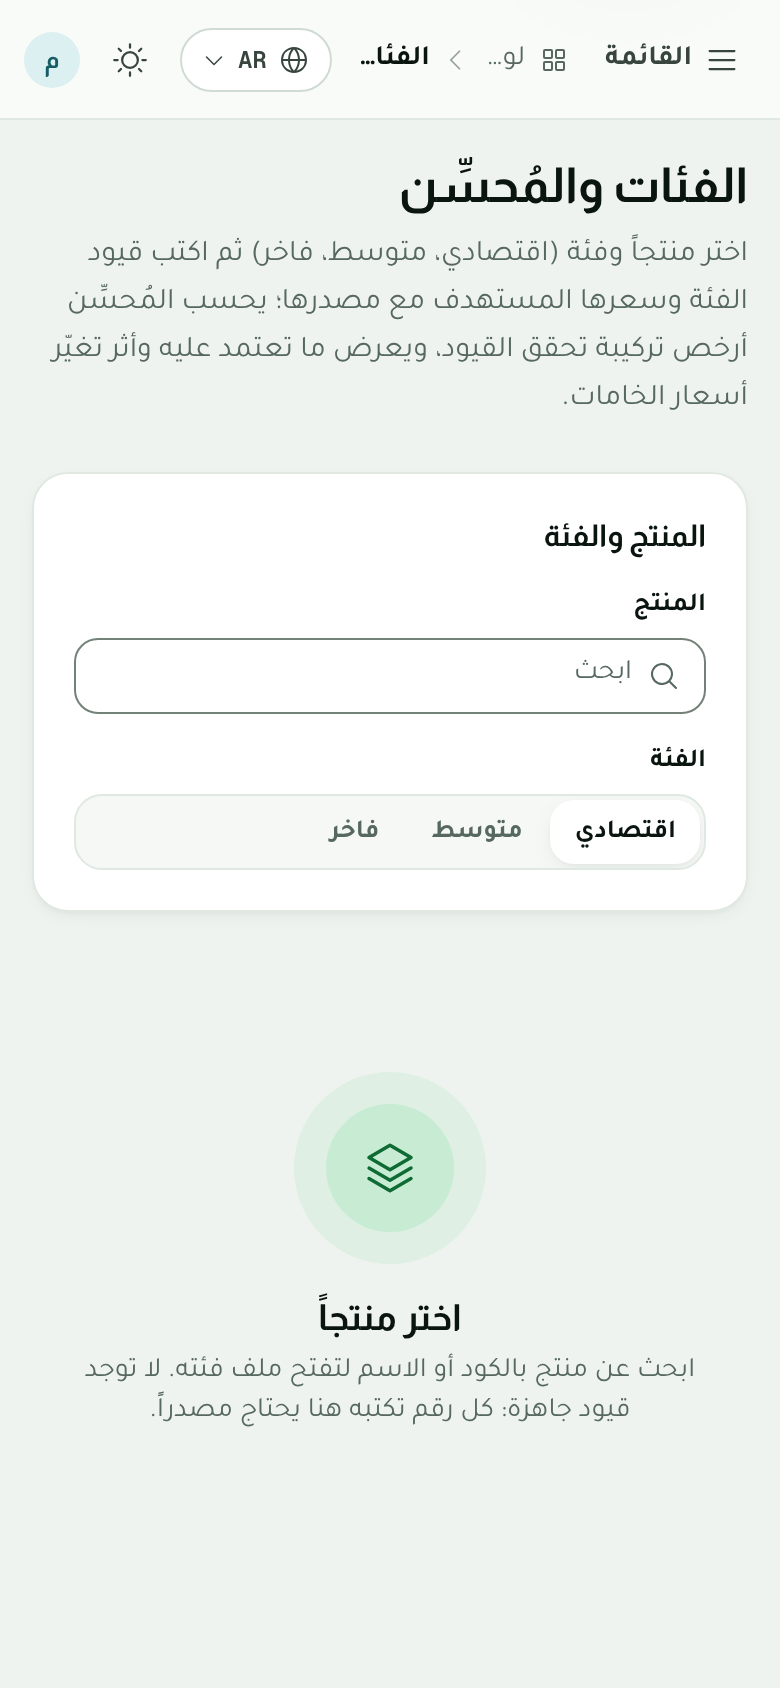 القائمة
لو...
الفئا...
AR
م
الفئات والمُحسِّن
اختر منتجاً وفئة (اقتصادي، متوسط، فاخر) ثم اكتب قيود
الفئة وسعرها المستهدف مع مصدرها؛ يحسب المُحسِّن
أرخص تركيبة تحقق القيود، ويعرض ما تعتمد عليه وأثر تغيّر
أسعار الخامات.
المنتج والفئة
المنتج
ابحث
الفئة
اقتصادي
متوسط
فاخر
اختر منتجاً
ابحث عن منتج بالكود أو الاسم لتفتح ملف فئته. لا توجد
قيود جاهزة: كل رقم تكتبه هنا يحتاج مصدراً.